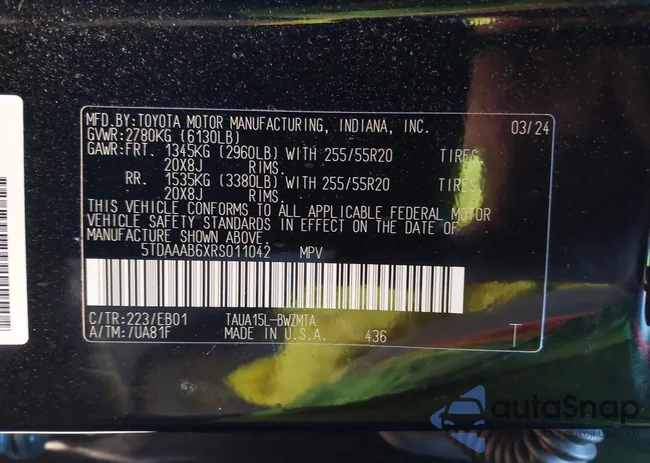 MFD.BY:TOYOTA MOTOR MANUFACTURING, INDIANA, INC. 03/24
GVWR:2780KG (6130LB)
GAWR:FRT. 1345KG (2960LB) WITH 255/55R20 TIRES,
20X8J RIMS.
RR. 1535KG (3380LB) WITH 255/55R20 TIRES,
20X8J RIMS.
THIS VEHICLE CONFORMS TO ALL APPLICABLE FEDERAL MOTOR
VEHICLE SAFETY STANDARDS IN EFFECT ON THE DATE OF
MANUFACTURE SHOWN ABOVE.
5TDAAAB6XRS011042 MPV
C/TR:223/EB01 TAUA15L-BWZMTA
A/TM:/UA81F MADE IN U.S.A. 436 T
autaSnap